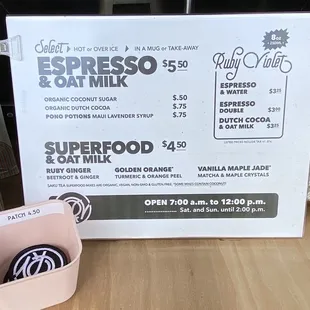 Select HOT or OVER ICE IN A MUG or TAKE-AWAY
ESPRESSO $5.50
& OAT MILK
ORGANIC COCONUT SUGAR $.50
ORGANIC DUTCH COCOA $.75
PONO POTIONS MAUI LAVENDER SYRUP $.75
SUPERFOOD $4.50
& OAT MILK
RUBY GINGER
BEETROOT & GINGER
GOLDEN ORANGE
TURMERIC & ORANGE PEEL
VANILLA MAPLE JADE
MATCHA & MAPLE CRYSTALS
OPEN 7:00 a.m. to 12:00 p.m.
Sat. and Sun. until 2:00 p.m.
8oz
Ruby Violet
ESPRESSO
& WATER
ESPRESSO
DOUBLE
DUTCH COCOA
& OAT MILK
PATCH 4.50